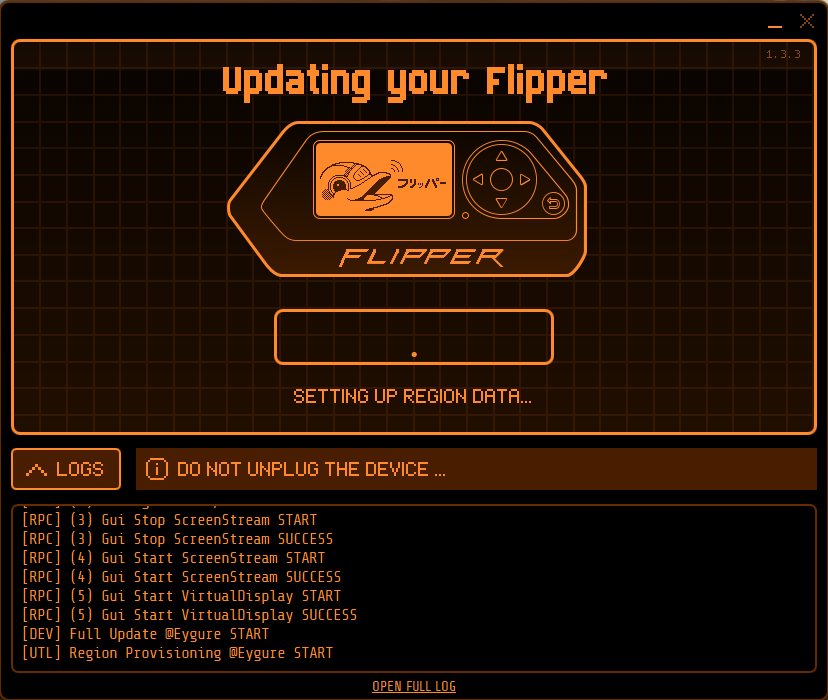 1.3.3
Updating your Flipper
フリッパー
FLIPPER
SETTING UP REGION DATA...
LOGS
DO NOT UNPLUG THE DEVICE ...
[RPC] (3) Gui Stop ScreenStream START
[RPC] (3) Gui Stop ScreenStream SUCCESS
[RPC] (4) Gui Start ScreenStream START
[RPC] (4) Gui Start ScreenStream SUCCESS
[RPC] (5) Gui Start VirtualDisplay START
[RPC] (5) Gui Start VirtualDisplay SUCCESS
[DEV] Full Update @Eygure START
[UTL] Region Provisioning @Eygure START
OPEN FULL LOG